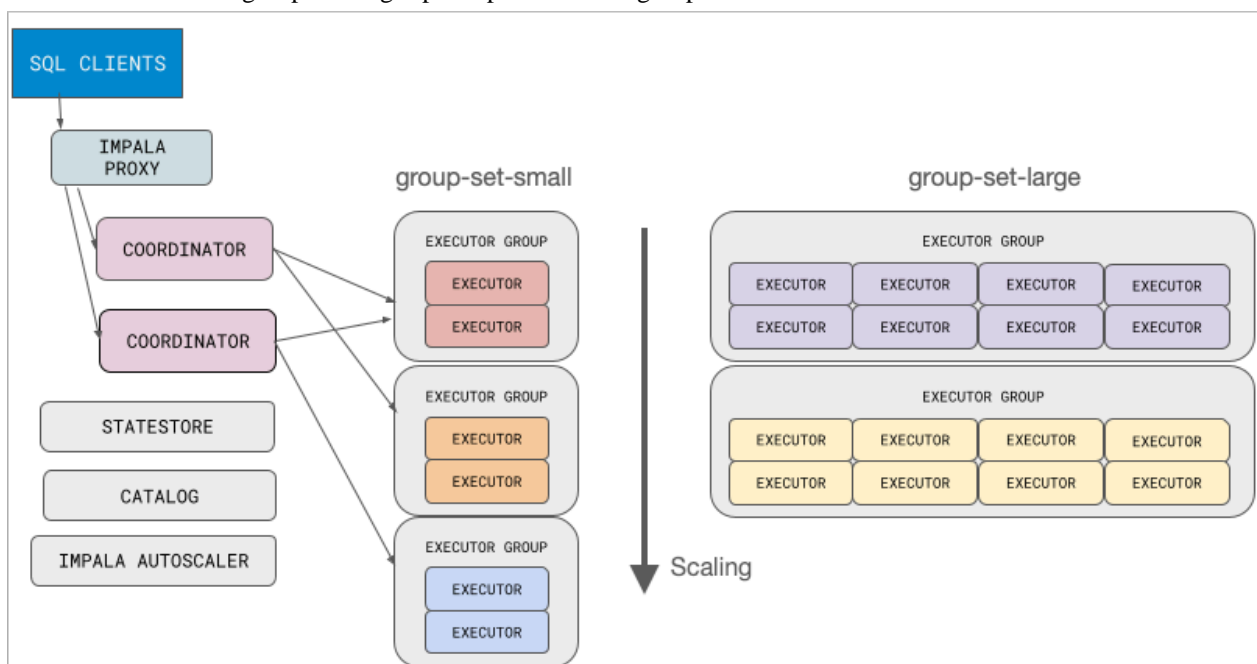 SQL CLIENTS
IMPALA
PROXY
group-set-small
group-set-large
COORDINATOR
COORDINATOR
STATESTORE
CATALOG
IMPALA AUTOSCALER
EXECUTOR GROUP
EXECUTOR
EXECUTOR
EXECUTOR GROUP
EXECUTOR
EXECUTOR
EXECUTOR GROUP
EXECUTOR
EXECUTOR
Scaling
EXECUTOR GROUP
EXECUTOR EXECUTOR EXECUTOR EXECUTOR
EXECUTOR EXECUTOR EXECUTOR EXECUTOR
EXECUTOR GROUP
EXECUTOR EXECUTOR EXECUTOR EXECUTOR
EXECUTOR EXECUTOR EXECUTOR EXECUTOR